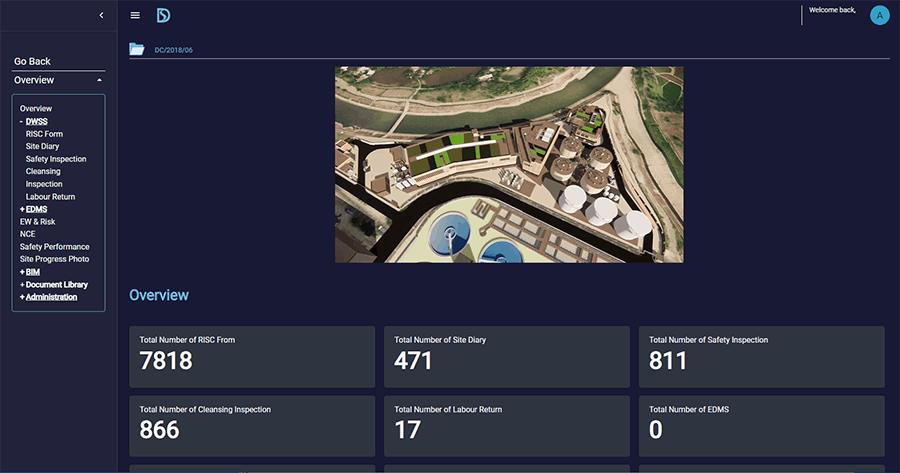 Welcome back,
A
DC/2018/06
Go Back
Overview
Overview
- DWSS
RISC Form
Site Diary
Safety Inspection
Cleansing
Inspection
Labour Return
+ EDMS
EW & Risk
NCE
Safety Performance
Site Progress Photo
+ BIM
+ Document Library
+ Administration
Overview
Total Number of RISC From
7818
Total Number of Site Diary
471
Total Number of Safety Inspection
811
Total Number of Cleansing Inspection
866
Total Number of Labour Return
17
Total Number of EDMS
0